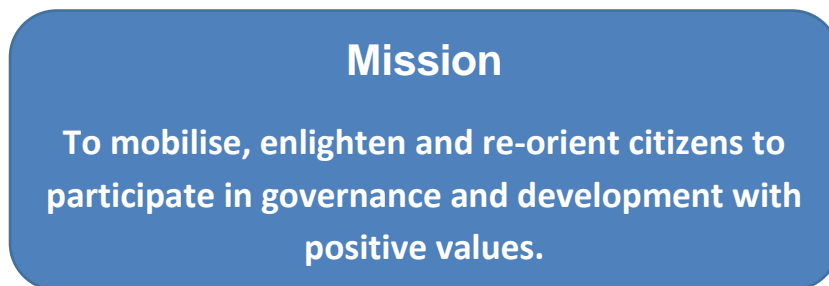 Mission
To mobilise, enlighten and re-orient citizens to
participate in governance and development with
positive values.